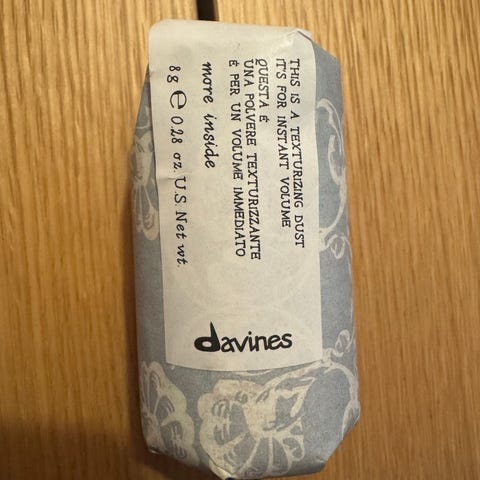 THIS IS A TEXTURIZING DUST
IT'S FOR INSTANT VOLUME
QUESTA É
UNA POLVERE TEXTURIZZANTE
É PER UN VOLUME IMMEDIATO
more inside
8 g ℮ 0.28 oz. U.S. Net wt.
davines